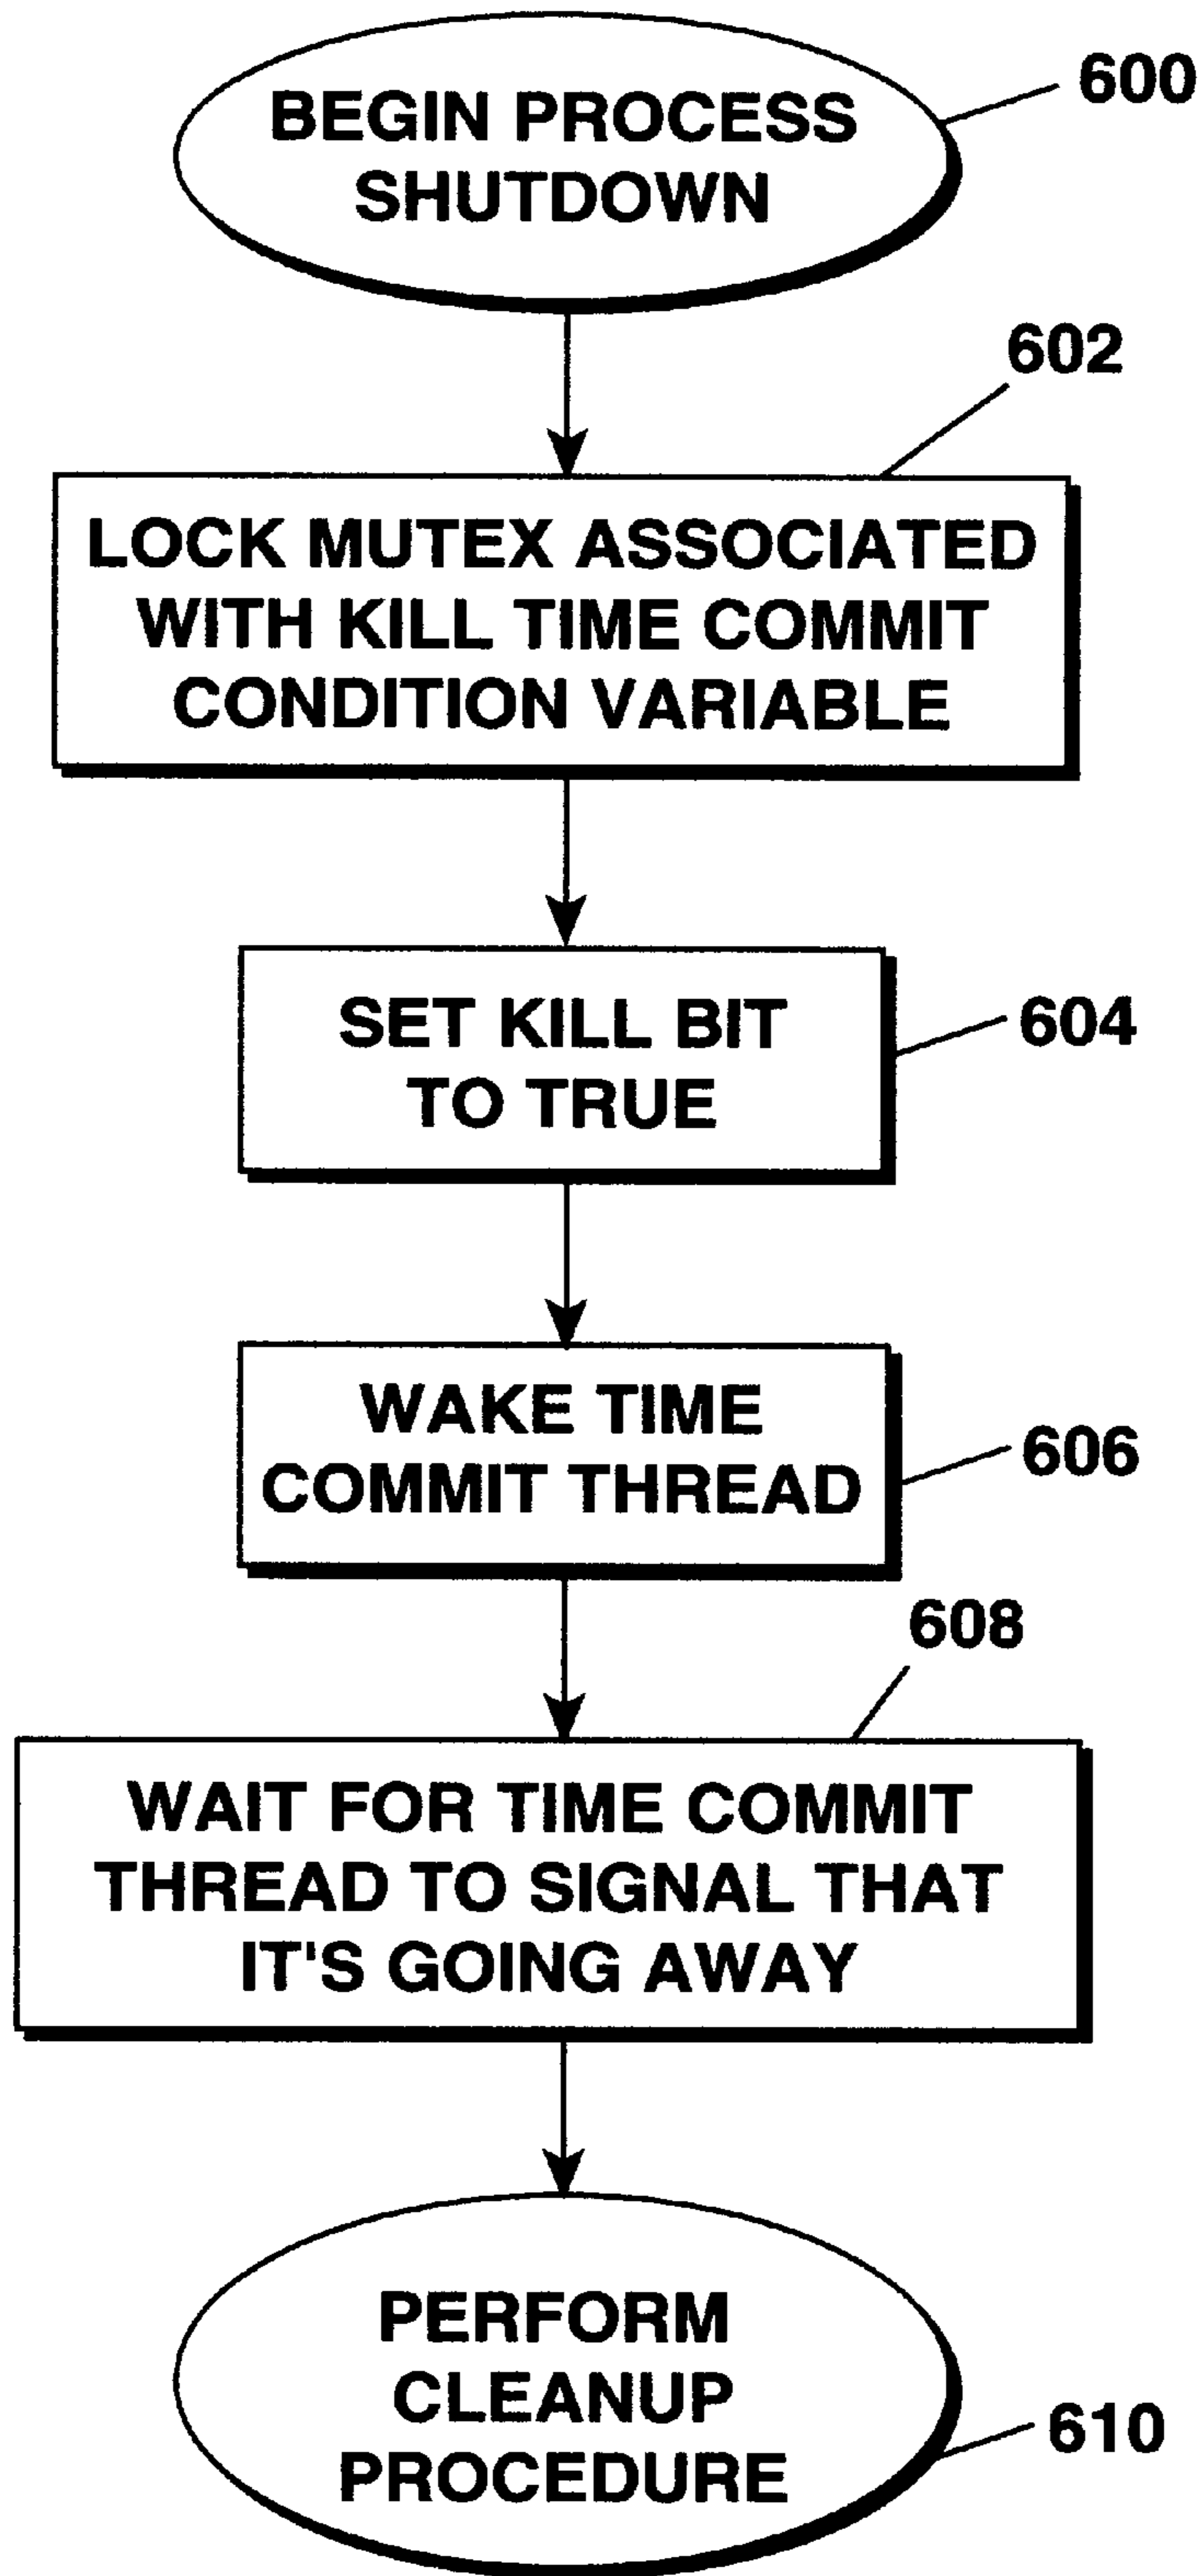 BEGIN PROCESS
SHUTDOWN
600
602
LOCK MUTEX ASSOCIATED
WITH KILL TIME COMMIT
CONDITION VARIABLE
SET KILL BIT
TO TRUE
604
WAKE TIME
COMMIT THREAD
606
608
WAIT FOR TIME COMMIT
THREAD TO SIGNAL THAT
IT'S GOING AWAY
PERFORM
CLEANUP
PROCEDURE
610